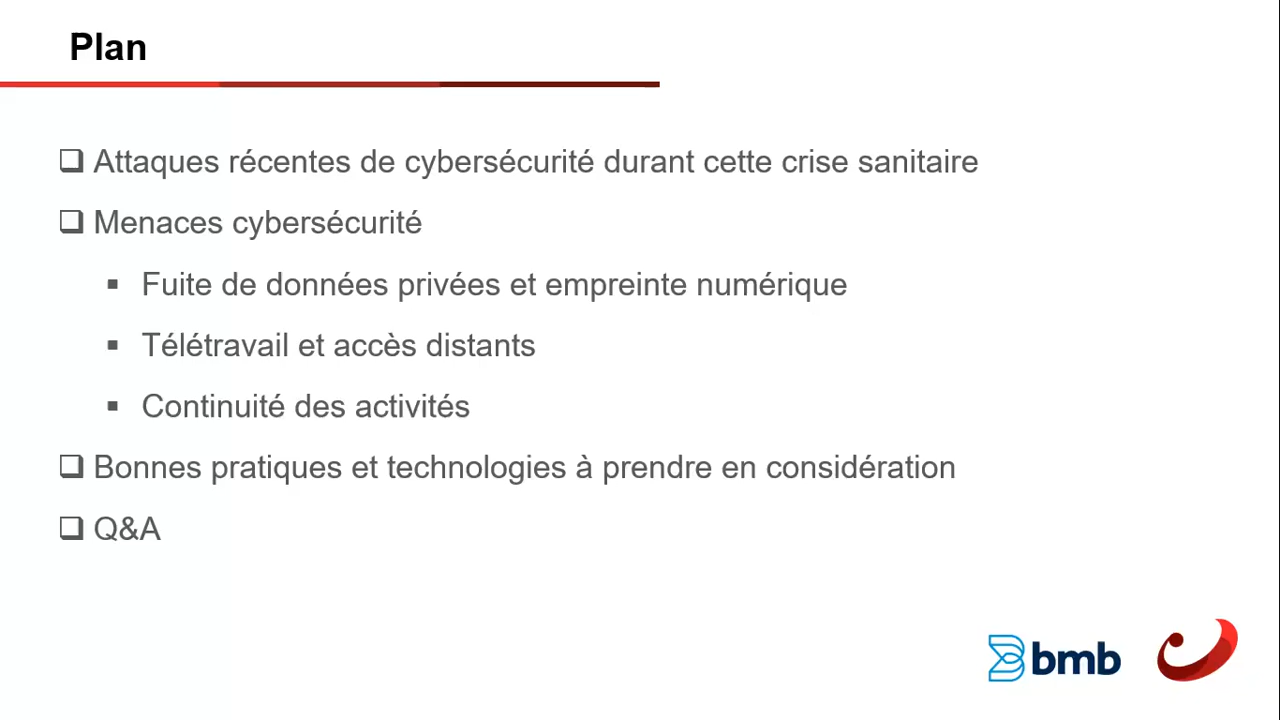 Plan
Attaques récentes de cybersécurité durant cette crise sanitaire
Menaces cybersécurité
Fuite de données privées et empreinte numérique
Télétravail et accès distants
Continuité des activités
Bonnes pratiques et technologies à prendre en considération
Q&A
bmb